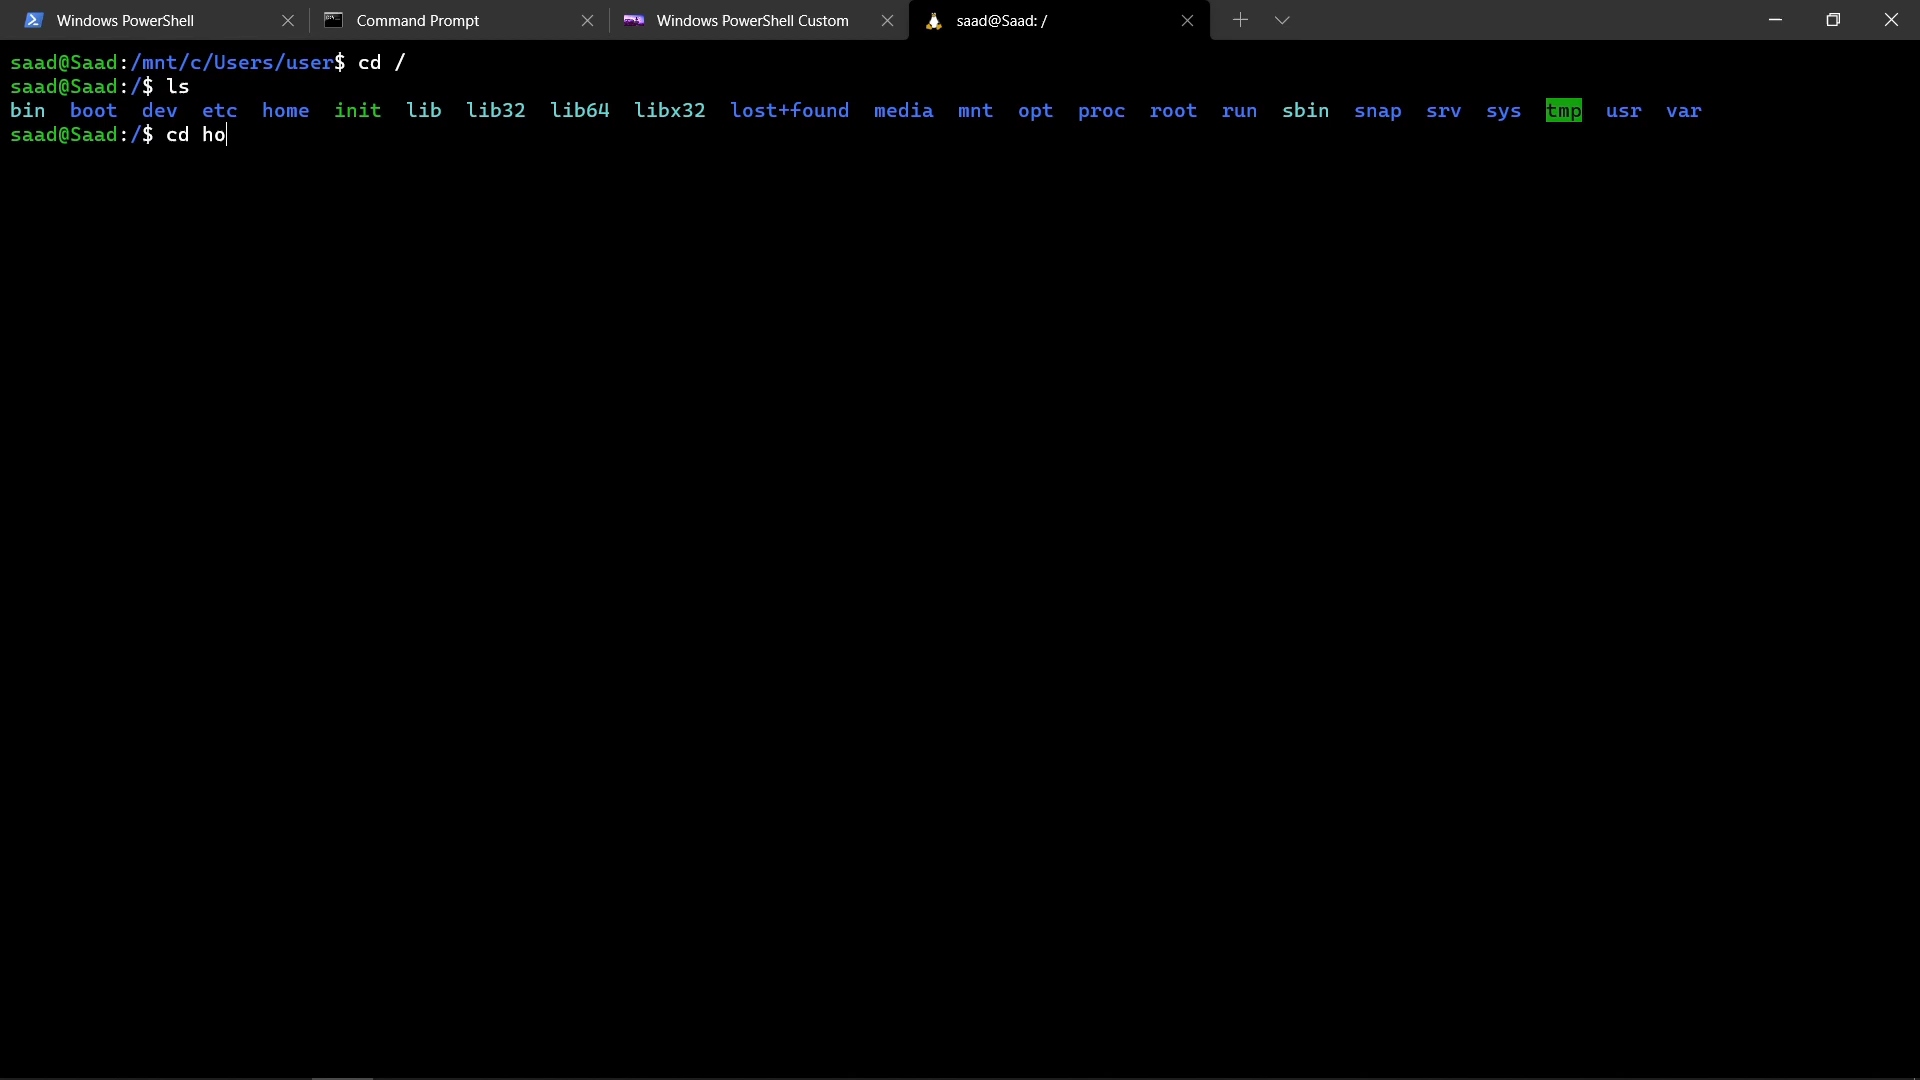 Windows PowerShell Command Prompt Windows PowerShell Custom saad@Saad: /
saad@Saad:/mnt/c/Users/user$ cd /
saad@Saad:/$ ls
bin boot dev etc home init lib lib32 lib64 libx32 lost+found media mnt opt proc root run sbin snap srv sys tmp usr var
saad@Saad:/$ cd ho